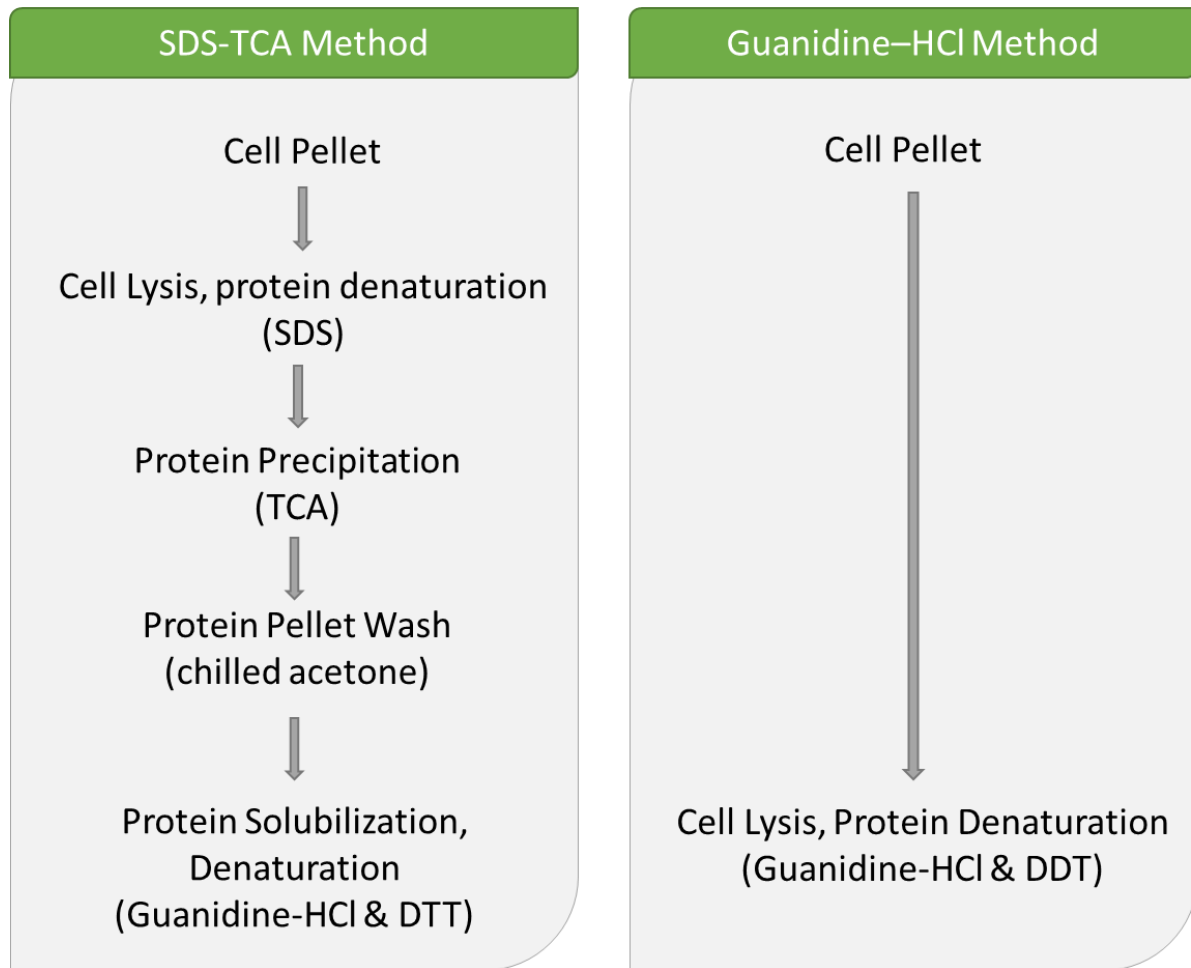 SDS-TCA Method
Cell Pellet
Cell Lysis, protein denaturation
(SDS)
Protein Precipitation
(TCA)
Protein Pellet Wash
(chilled acetone)
Protein Solubilization,
Denaturation
(Guanidine-HCl & DTT)
Guanidine–HCl Method
Cell Pellet
Cell Lysis, Protein Denaturation
(Guanidine-HCl & DDT)